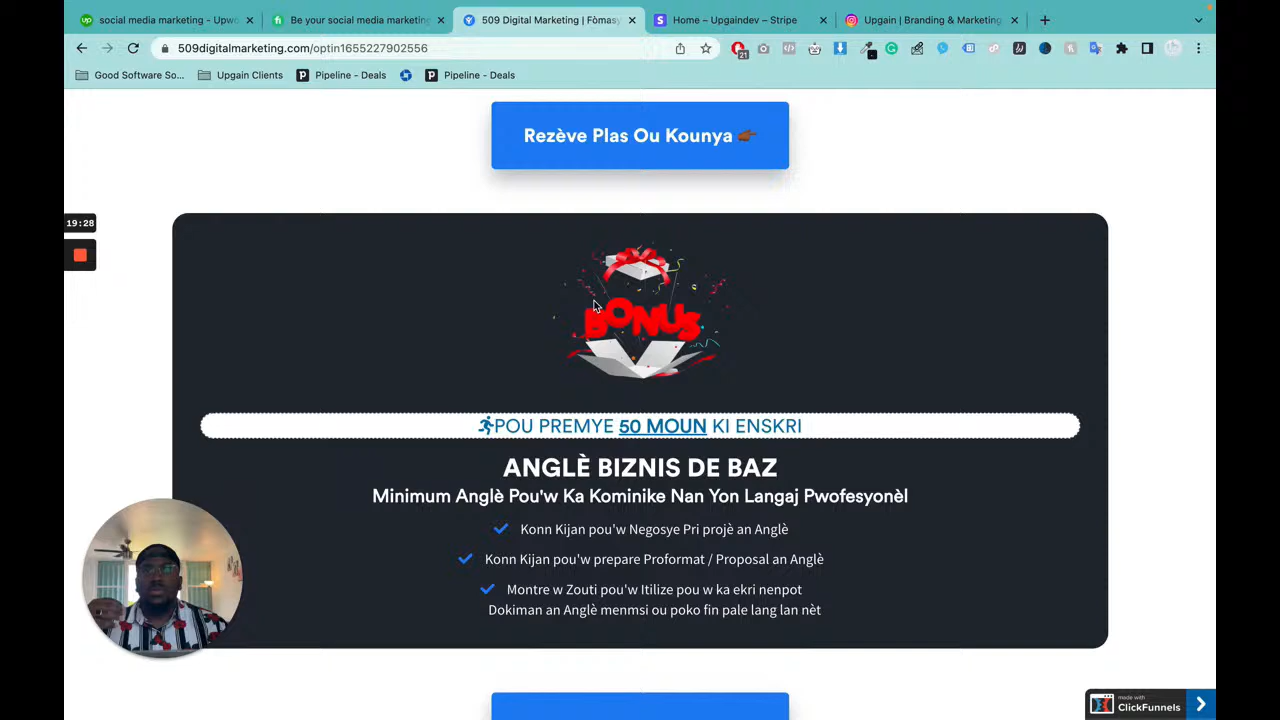 social media marketing - Upwo
Be your social media marketing
509 Digital Marketing | Fòmasy
Home – Upgaindev – Stripe
Upgain | Branding & Marketing
509digitalmarketing.com/optin1655227902556
21
Good Software So...
Upgain Clients
Pipeline - Deals
Pipeline - Deals
Rezève Plas Ou Kounya
19:28
BONUS
POU PREMYE 50 MOUN KI ENSKRI
ANGLÈ BIZNIS DE BAZ
Minimum Anglè Pou'w Ka Kominike Nan Yon Langaj Pwofesyonèl
Konn Kijan pou'w Negosye Pri projè an Anglè
Konn Kijan pou'w prepare Proformat / Proposal an Anglè
Montre w Zouti pou'w Itilize pou w ka ekri nenpot
Dokiman an Anglè menmsi ou poko fin pale lang lan nèt
made with
ClickFunnels